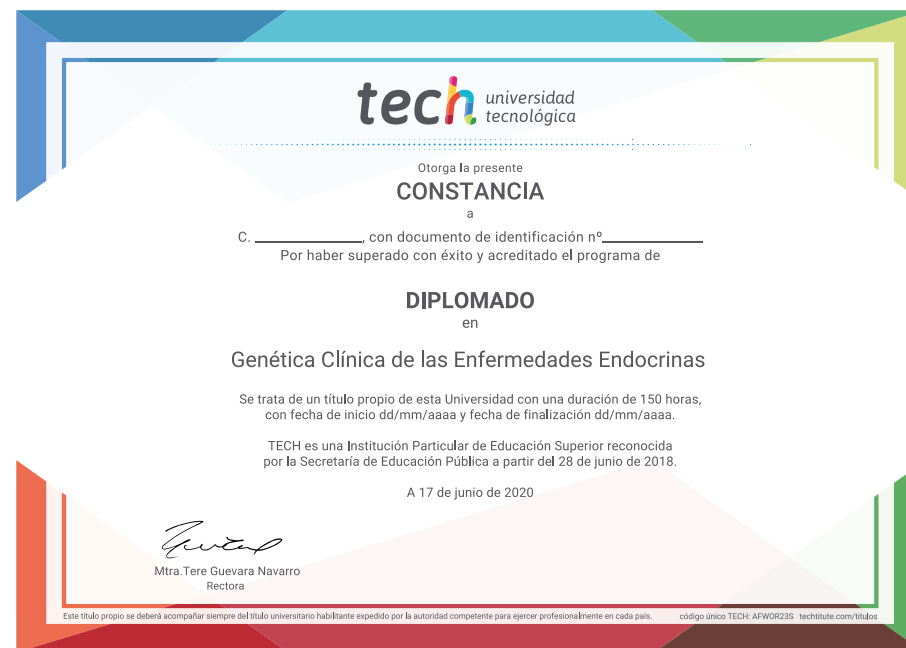 tech universidad
tecnológica
Otorga la presente
CONSTANCIA
a
C. ______________, con documento de identificación nº______________
Por haber superado con éxito y acreditado el programa de
DIPLOMADO
en
Genética Clínica de las Enfermedades Endocrinas
Se trata de un título propio de esta Universidad con una duración de 150 horas,
con fecha de inicio dd/mm/aaaa y fecha de finalización dd/mm/aaaa.
TECH es una Institución Particular de Educación Superior reconocida
por la Secretaría de Educación Pública a partir del 28 de junio de 2018.
A 17 de junio de 2020
Mtra.Tere Guevara Navarro
Rectora
Este título propio se deberá acompañar siempre del título universitario habilitante expedido por la autoridad competente para ejercer profesionalmente en cada país. código único TECH: AFWOR23S techtitute.com/titulos